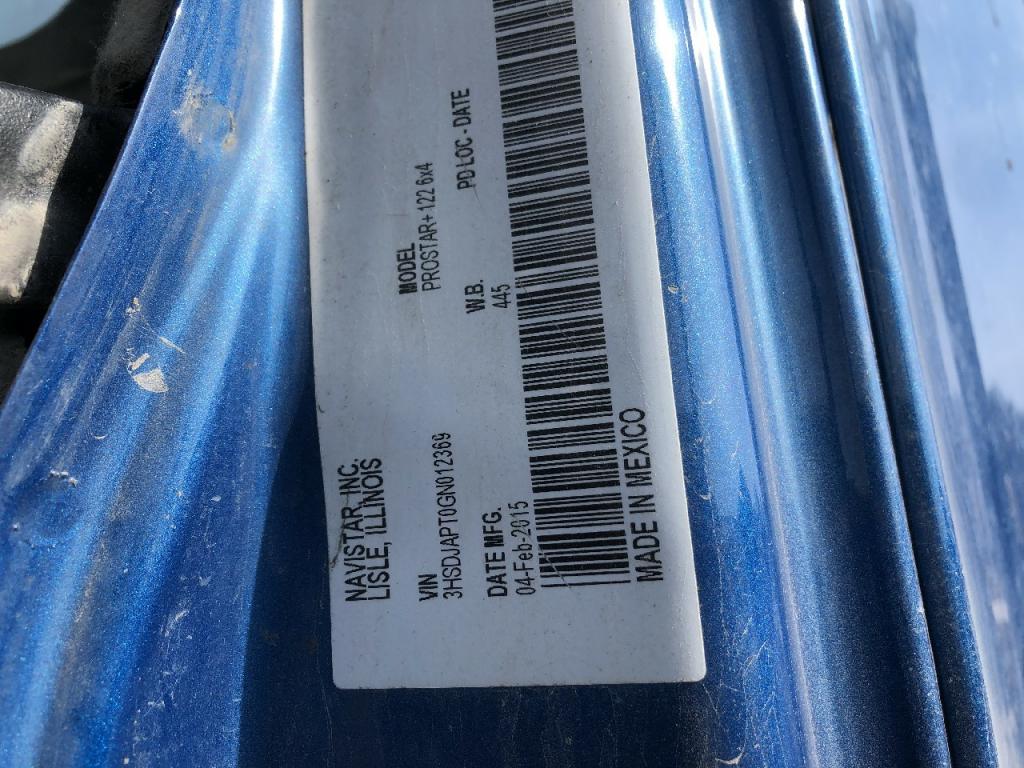 NAVISTAR, INC.
LISLE, ILLINOIS
VIN
3HSDJAPT0GN012369
MODEL
PROSTAR+ 122 6x4
DATE MFG.
04-Feb-2015
W.B.
445
PD LOC - DATE
MADE IN MEXICO